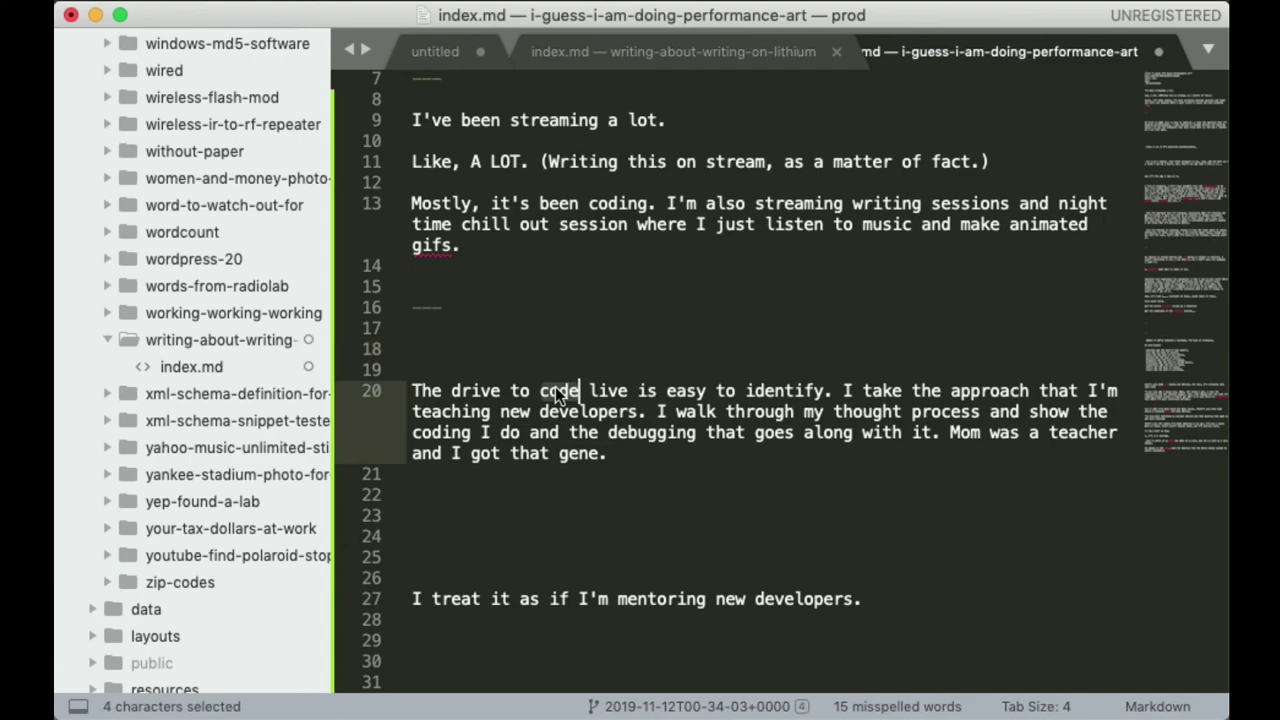 index.md — i-guess-i-am-doing-performance-art — prod
UNREGISTERED
untitled
index.md — writing-about-writing-on-lithium
md — i-guess-i-am-doing-performance-art
windows-md5-software
wired
wireless-flash-mod
wireless-ir-to-rf-repeater
without-paper
women-and-money-photo-
word-to-watch-out-for
wordcount
wordpress-20
words-from-radiolab
working-working-working
writing-about-writing-
index.md
xml-schema-definition-for-
xml-schema-snippet-teste
yahoo-music-unlimited-sti
yankee-stadium-photo-for-
yep-found-a-lab
your-tax-dollars-at-work
youtube-find-polaroid-stop
zip-codes
data
layouts
public
resources
7 ---
8
9 I've been streaming a lot.
10
11 Like, A LOT. (Writing this on stream, as a matter of fact.)
12
13 Mostly, it's been coding. I'm also streaming writing sessions and night
time chill out session where I just listen to music and make animated
gifs.
14
15
16 ---
17
18
19
20 The drive to code live is easy to identify. I take the approach that I'm
teaching new developers. I walk through my thought process and show the
coding I do and the debugging that goes along with it. Mom was a teacher
and I got that gene.
21
22
23
24
25
26
27 I treat it as if I'm mentoring new developers.
28
29
30
31
4 characters selected
2019-11-12T00-34-03+0000 4
15 misspelled words
Tab Size: 4
Markdown